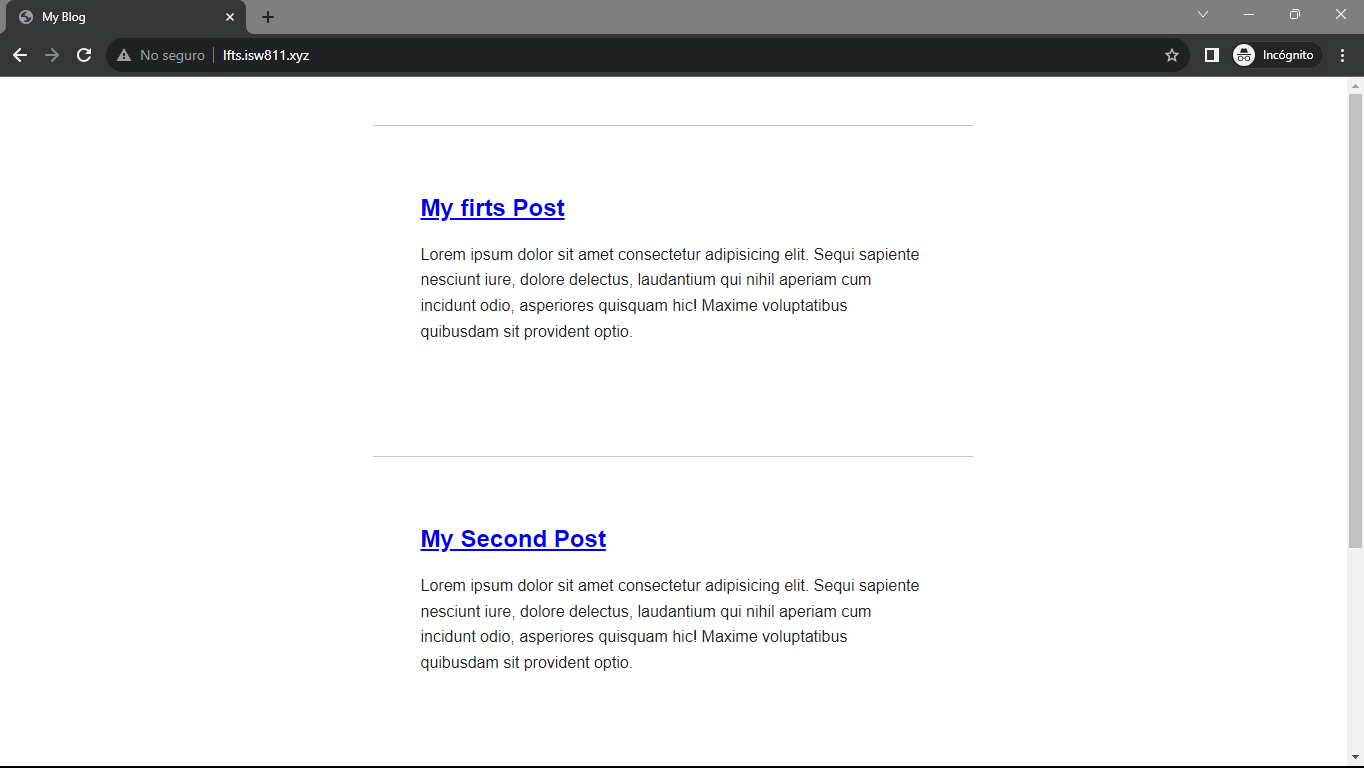 My Blog
No seguro
lfts.isw811.xyz
Incógnito
My firts Post
Lorem ipsum dolor sit amet consectetur adipisicing elit. Sequi sapiente
nesciunt iure, dolore delectus, laudantium qui nihil aperiam cum
incidunt odio, asperiores quisquam hic! Maxime voluptatibus
quibusdam sit provident optio.
My Second Post
Lorem ipsum dolor sit amet consectetur adipisicing elit. Sequi sapiente
nesciunt iure, dolore delectus, laudantium qui nihil aperiam cum
incidunt odio, asperiores quisquam hic! Maxime voluptatibus
quibusdam sit provident optio.